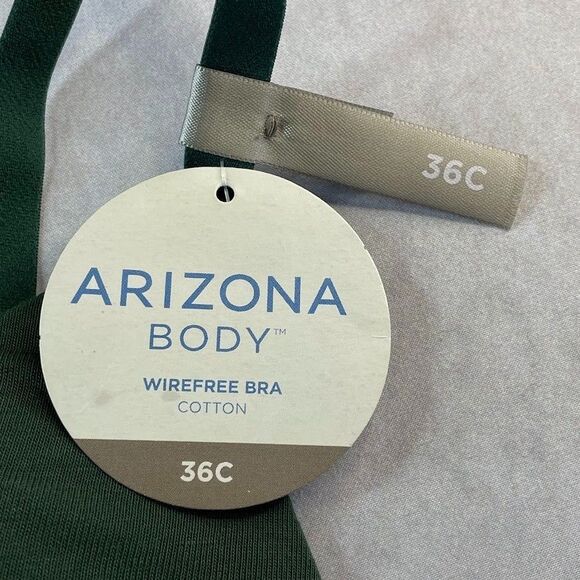 36C
ARIZONA
BODY™
WIREFREE BRA
COTTON
36C